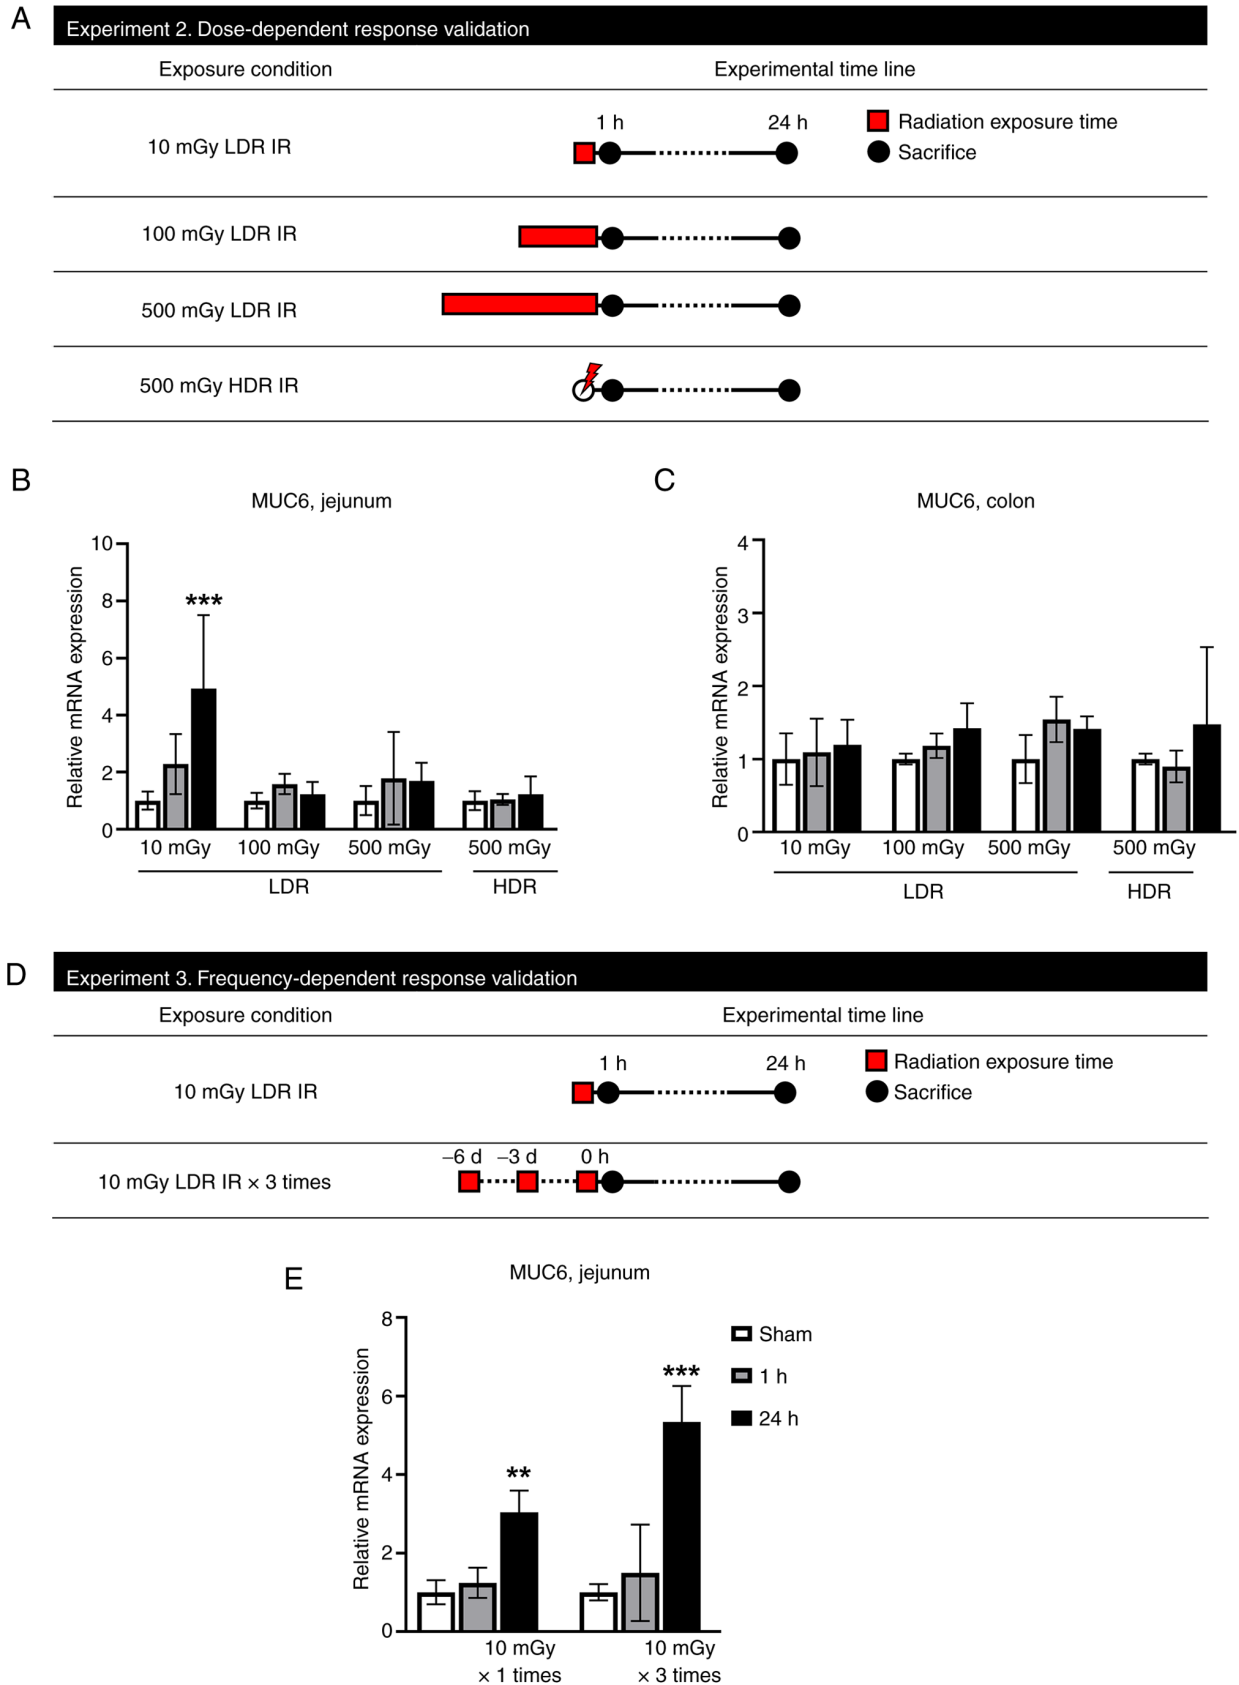 A
Experiment 2. Dose-dependent response validation
Exposure condition Experimental time line
1 h 24 h
Radiation exposure time
10 mGy LDR IR
Sacrifice
100 mGy LDR IR
500 mGy LDR IR
500 mGy HDR IR
B
MUC6, jejunum
Relative mRNA expression
10
8
6
4
2
0
***
10 mGy 100 mGy 500 mGy 500 mGy
LDR HDR
C
MUC6, colon
Relative mRNA expression
4
3
2
1
0
10 mGy 100 mGy 500 mGy 500 mGy
LDR HDR
D
Experiment 3. Frequency-dependent response validation
Exposure condition Experimental time line
1 h 24 h
Radiation exposure time
10 mGy LDR IR
Sacrifice
−6 d −3 d 0 h
10 mGy LDR IR × 3 times
E
MUC6, jejunum
Relative mRNA expression
8
6
4
2
0
**
***
Sham
1 h
24 h
10 mGy 10 mGy
× 1 times × 3 times